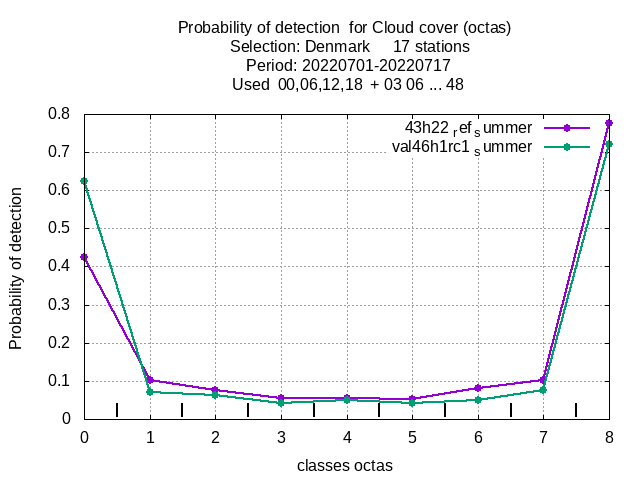 Probability of detection  for Cloud cover (octas)
Selection: Denmark     17 stations
Period: 20220701-20220717
Used  00,06,12,18  + 03 06 ... 48
43h22 ref summer
val46h1rc1 summer
0.8
0.7
0.6
0.5
0.4
0.3
0.2
0.1
0
Probability of detection
0 1 2 3 4 5 6 7 8
classes octas